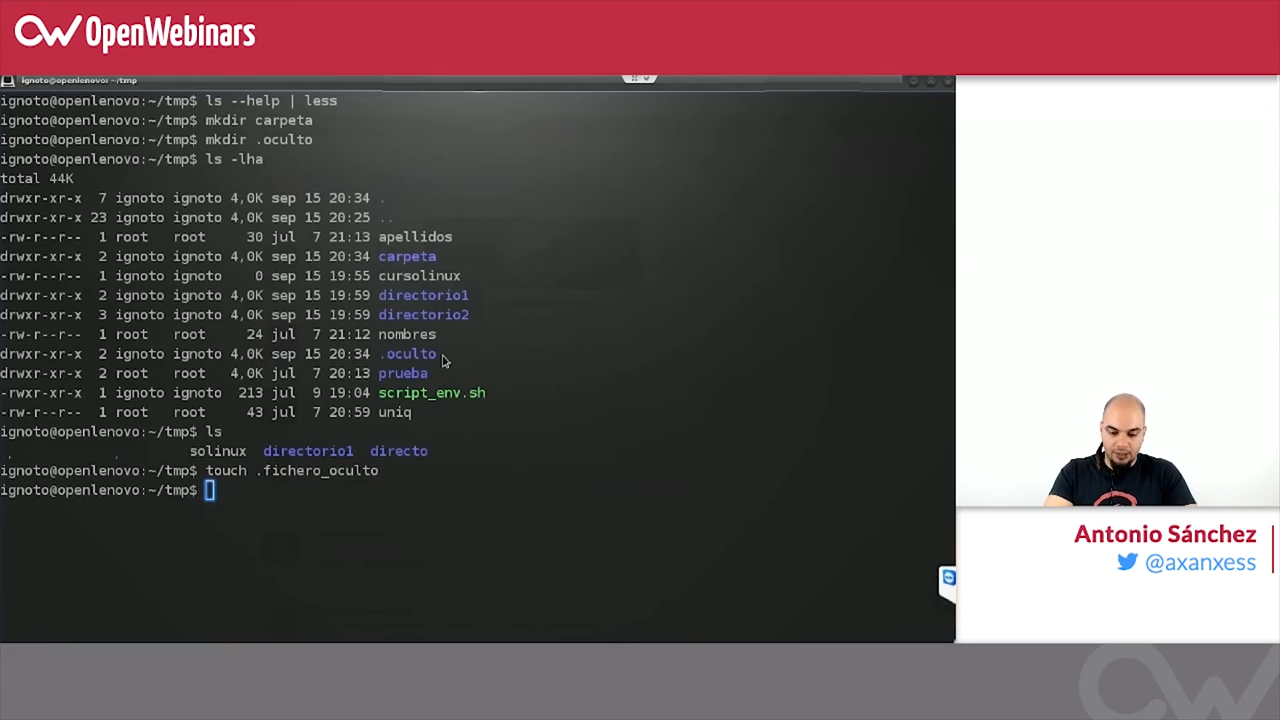 CW OpenWebinars
ignoto@openlenovo: ~/tmp
ignoto@openlenovo:~/tmp$ ls --help | less
ignoto@openlenovo:~/tmp$ mkdir carpeta
ignoto@openlenovo:~/tmp$ mkdir .oculto
ignoto@openlenovo:~/tmp$ ls -lha
total 44K
drwxr-xr-x  7 ignoto ignoto 4,0K sep 15 20:34 .
drwxr-xr-x 23 ignoto ignoto 4,0K sep 15 20:25 ..
-rw-r--r--  1 root   root     30 jul  7 21:13 apellidos
drwxr-xr-x  2 ignoto ignoto 4,0K sep 15 20:34 carpeta
-rw-r--r--  1 ignoto ignoto    0 sep 15 19:55 cursolinux
drwxr-xr-x  2 ignoto ignoto 4,0K sep 15 19:59 directorio1
drwxr-xr-x  3 ignoto ignoto 4,0K sep 15 19:59 directorio2
-rw-r--r--  1 root   root     24 jul  7 21:12 nombres
drwxr-xr-x  2 ignoto ignoto 4,0K sep 15 20:34 .oculto
drwxr-xr-x  2 root   root   4,0K jul  7 20:13 prueba
-rwxr-xr-x  1 ignoto ignoto  213 jul  9 19:04 script_env.sh
-rw-r--r--  1 root   root     43 jul  7 20:59 uniq
ignoto@openlenovo:~/tmp$ ls
solinux  directorio1  directo
ignoto@openlenovo:~/tmp$ touch .fichero_oculto
ignoto@openlenovo:~/tmp$
Antonio Sánchez
@axanxess